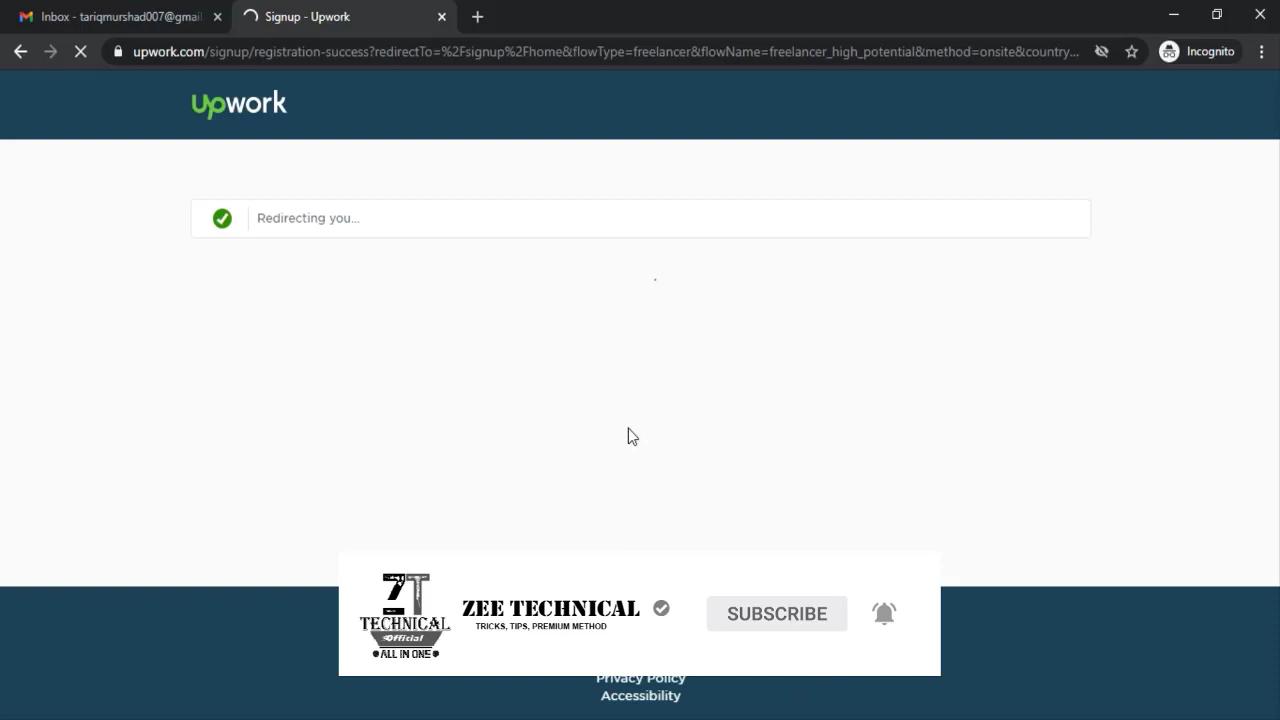 Inbox - tariqmurshad007@gmail
Signup - Upwork
upwork.com/signup/registration-success?redirectTo=%2Fsignup%2Fhome&flowType=freelancer&flowName=freelancer_high_potential&method=onsite&country...
Incognito
upwork
Redirecting you...
ZT
TECHNICAL
Official
ALL IN ONE
ZEE TECHNICAL
TRICKS, TIPS, PREMIUM METHOD
SUBSCRIBE
Privacy Policy
Accessibility